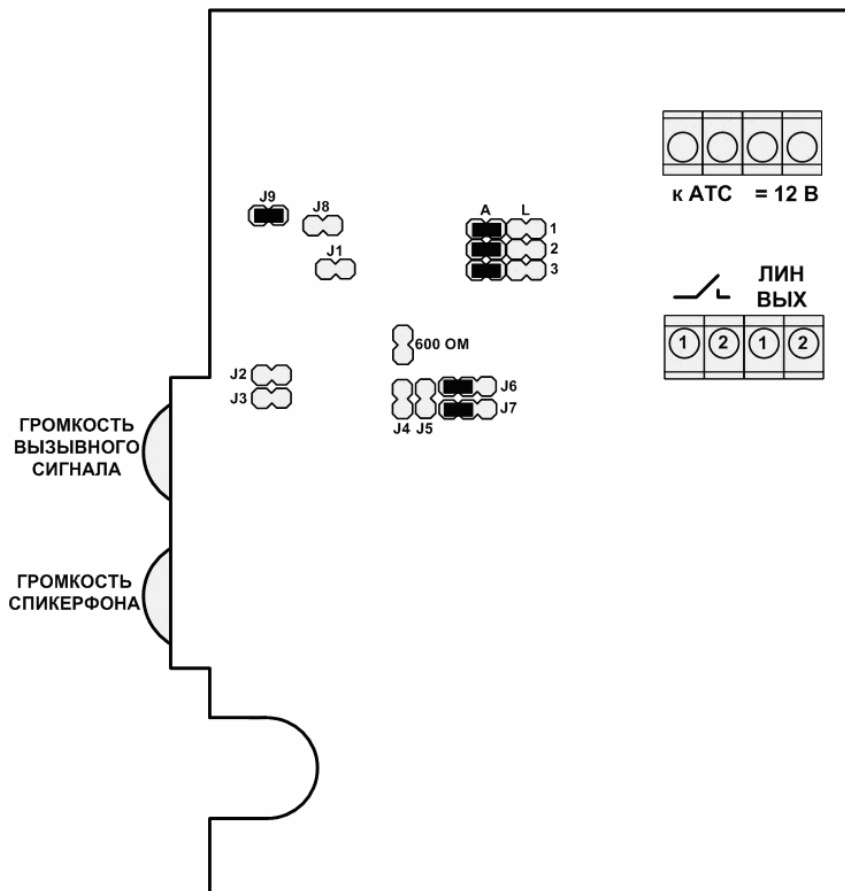 J9
J8
J1
A L
1
2
3
к АТС = 12 В
ЛИН
ВЫХ
1 2 1 2
600 ОМ
J2
J3
J6
J7
J4 J5
ГРОМКОСТЬ
ВЫЗЫВНОГО
СИГНАЛА
ГРОМКОСТЬ
СПИКЕРФОНА